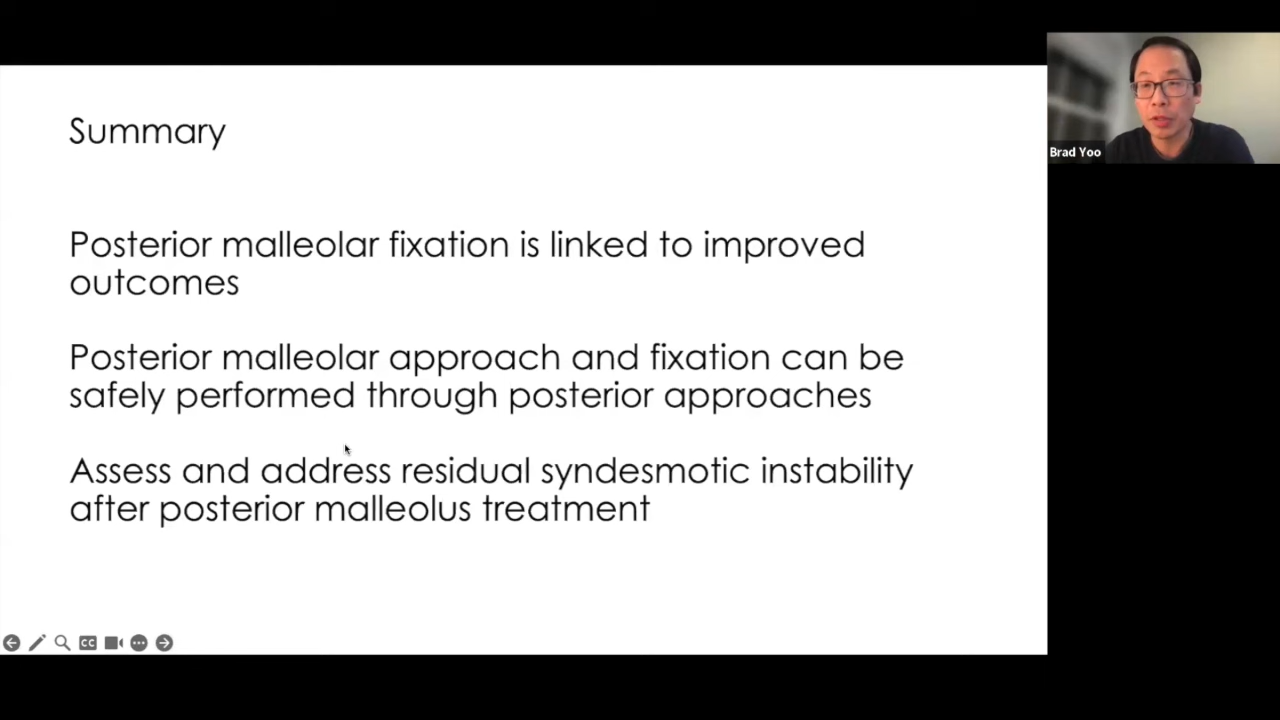 Summary
Posterior malleolar fixation is linked to improved
outcomes
Posterior malleolar approach and fixation can be
safely performed through posterior approaches
Assess and address residual syndesmotic instability
after posterior malleolus treatment
Brad Yoo
CC